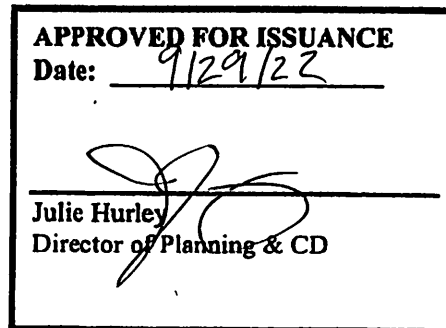 APPROVED FOR ISSUANCE
Date: 9/29/22
Julie Hurley
Director of Planning & CD